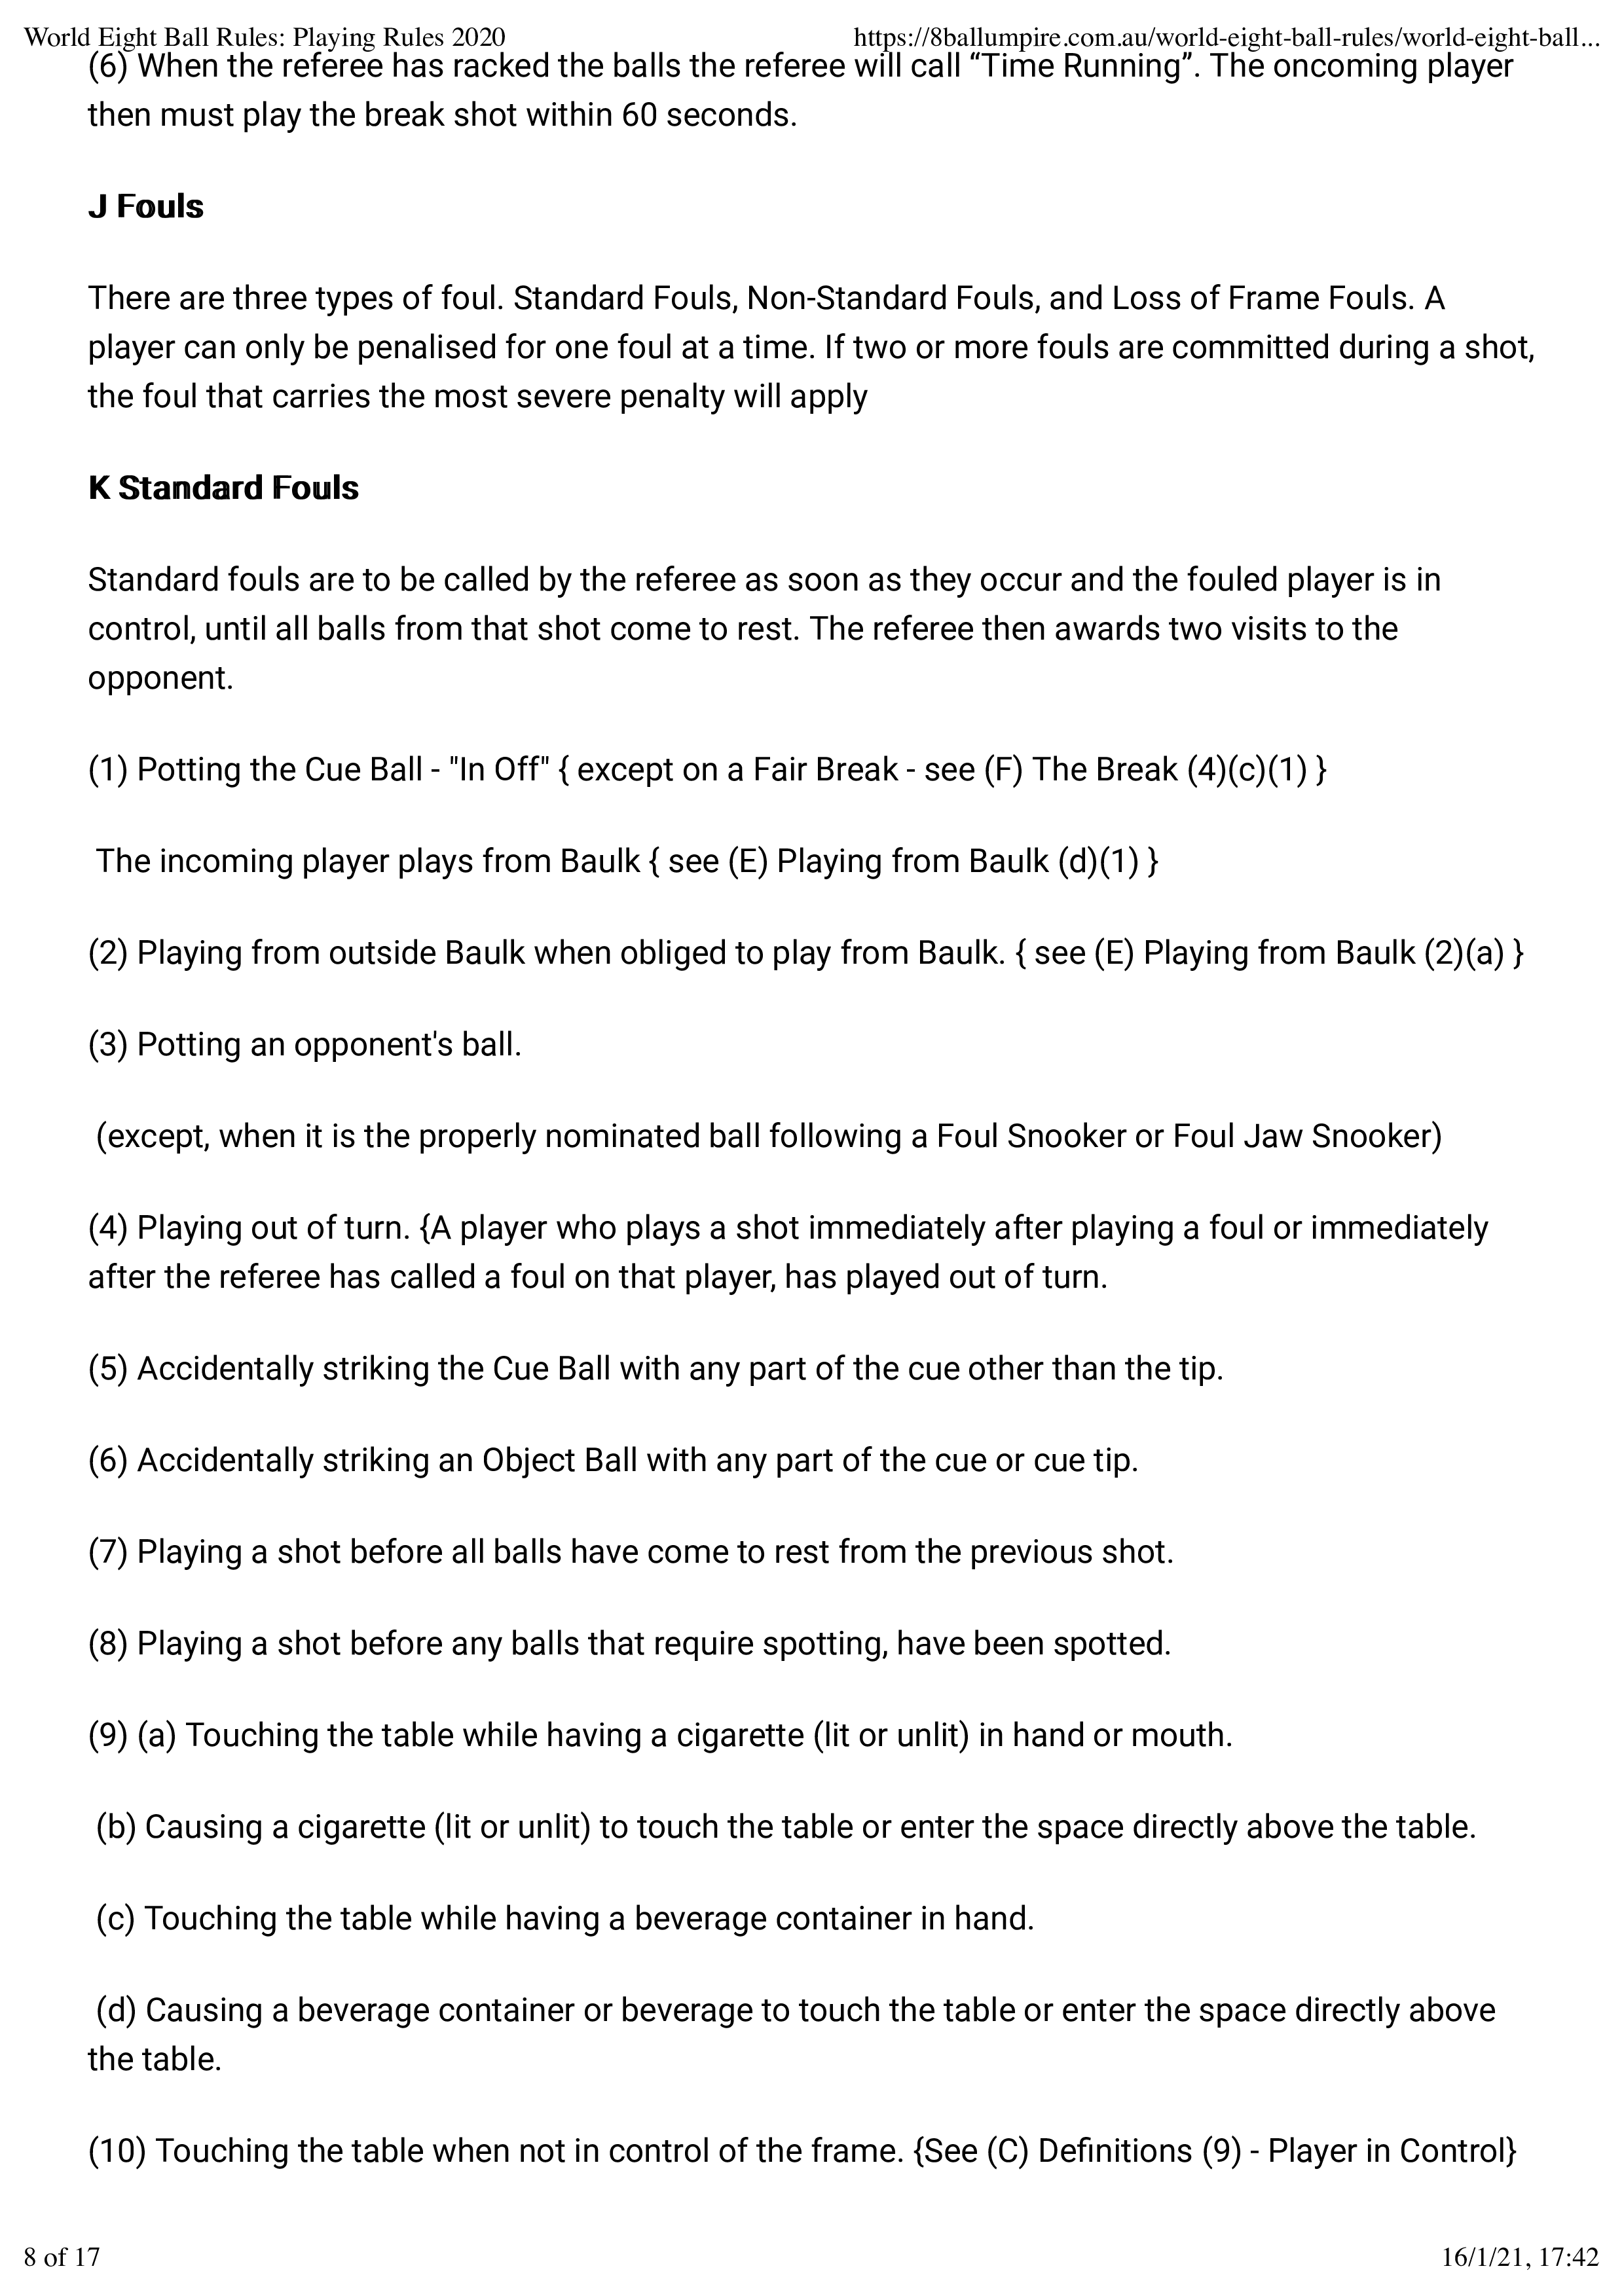 World Eight Ball Rules: Playing Rules 2020 https://8ballumpire.com.au/world-eight-ball-rules/world-eight-ball...
(6) When the referee has racked the balls the referee will call “Time Running”. The oncoming player
then must play the break shot within 60 seconds.
J Fouls
There are three types of foul. Standard Fouls, Non-Standard Fouls, and Loss of Frame Fouls. A
player can only be penalised for one foul at a time. If two or more fouls are committed during a shot,
the foul that carries the most severe penalty will apply
K Standard Fouls
Standard fouls are to be called by the referee as soon as they occur and the fouled player is in
control, until all balls from that shot come to rest. The referee then awards two visits to the
opponent.
(1) Potting the Cue Ball - "In Off" { except on a Fair Break - see (F) The Break (4)(c)(1) }
The incoming player plays from Baulk { see (E) Playing from Baulk (d)(1) }
(2) Playing from outside Baulk when obliged to play from Baulk. { see (E) Playing from Baulk (2)(a) }
(3) Potting an opponent's ball.
(except, when it is the properly nominated ball following a Foul Snooker or Foul Jaw Snooker)
(4) Playing out of turn. {A player who plays a shot immediately after playing a foul or immediately
after the referee has called a foul on that player, has played out of turn.
(5) Accidentally striking the Cue Ball with any part of the cue other than the tip.
(6) Accidentally striking an Object Ball with any part of the cue or cue tip.
(7) Playing a shot before all balls have come to rest from the previous shot.
(8) Playing a shot before any balls that require spotting, have been spotted.
(9) (a) Touching the table while having a cigarette (lit or unlit) in hand or mouth.
(b) Causing a cigarette (lit or unlit) to touch the table or enter the space directly above the table.
(c) Touching the table while having a beverage container in hand.
(d) Causing a beverage container or beverage to touch the table or enter the space directly above
the table.
(10) Touching the table when not in control of the frame. {See (C) Definitions (9) - Player in Control}
8 of 17 16/1/21, 17:42